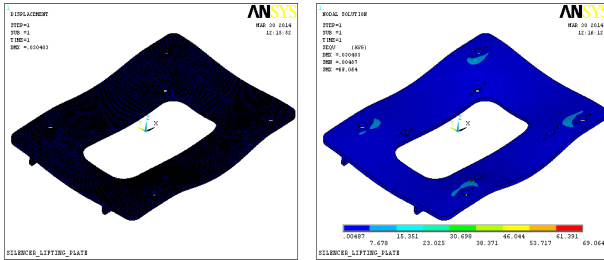 1
DISPLACEMENT
STEP=1
SUB =1
TIME=1
DMX =.030403
ANSYS
MAR 30 2014
12:15:52
Z
X
SILENCER_LIFTING_PLATE
1
NODAL SOLUTION
STEP=1
SUB =1
TIME=1
SEQV (AVG)
DMX =.030403
SMN =.00487
SMX =69.064
ANSYS
MAR 30 2014
12:16:12
X
.00487
15.351
30.698
46.044
61.391
7.678
23.025
38.371
53.717
69.064
SILENCER_LIFTING_PLATE